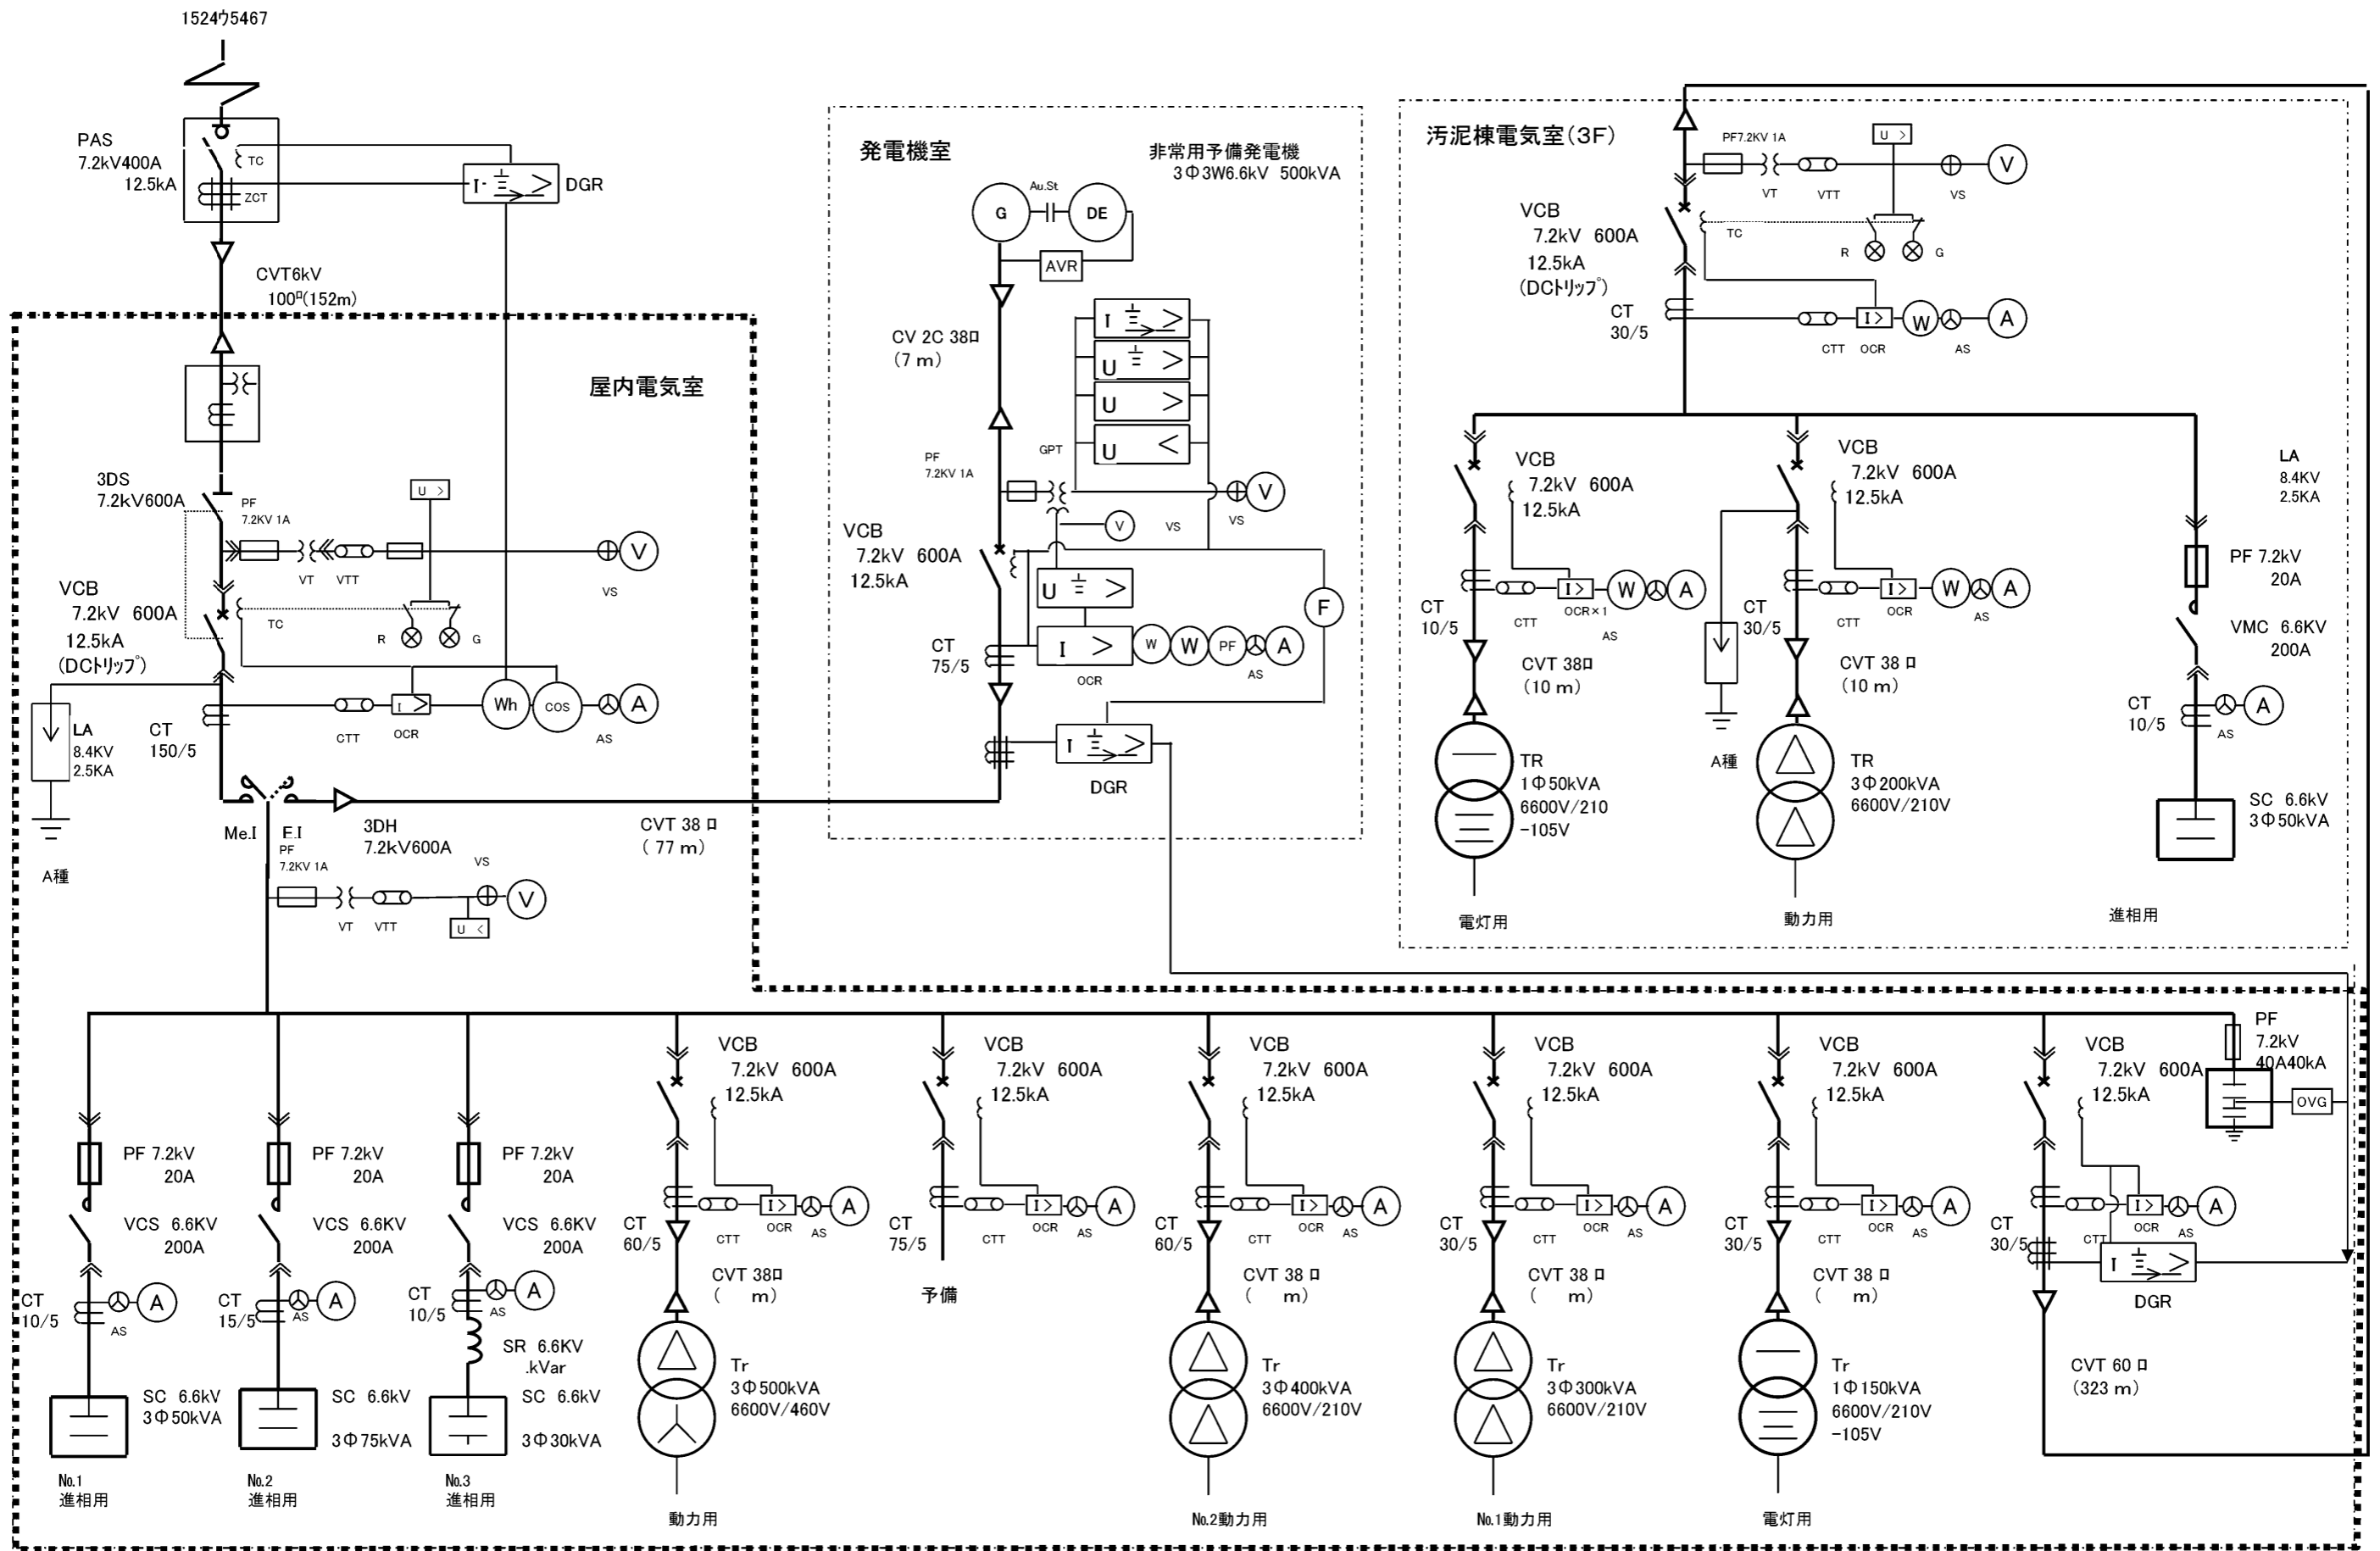 1524ｳ5467
PAS
7.2kV400A
12.5kA
TC
ZCT
I
>
DGR
CVT6kV
100□(152m)
屋内電気室
3DS
7.2kV600A
PF
7.2KV 1A
U >
VT
VTT
VS
V
VCB
7.2kV 600A
12.5kA
(DCﾄﾘｯﾌﾟ)
TC
R
G
LA
8.4KV
2.5KA
A種
CT
150/5
CTT
I >
OCR
Wh
COS
AS
A
Me.I
E.I
3DH
7.2kV600A
CVT 38 □
( 77 m)
PF
7.2KV 1A
VT
VTT
VS
V
U <
発電機室
非常用予備発電機
3Φ3W6.6kV 500kVA
G
Au.St
DE
AVR
CV 2C 38□
(7 m)
I >
U >
U >
U <
PF
7.2KV 1A
GPT
V
VS
VS
V
VCB
7.2kV 600A
12.5kA
U >
F
CT
75/5
I >
OCR
W
W
PF
AS
A
I >
DGR
汚泥棟電気室(3F)
PF7.2kV 1A
U >
VT
VTT
VS
V
VCB
7.2kV 600A
12.5kA
(DCﾄﾘｯﾌﾟ)
TC
R
G
CT
30/5
CTT
I >
OCR
W
AS
A
VCB
7.2kV 600A
12.5kA
CT
10/5
CTT
I >
OCR×1
W
AS
A
CVT 38□
(10 m)
TR
1Φ50kVA
6600V/210
-105V
電灯用
VCB
7.2kV 600A
12.5kA
CT
30/5
CTT
I >
OCR
W
AS
A
CVT 38 □
(10 m)
A種
TR
3Φ200kVA
6600V/210V
動力用
LA
8.4KV
2.5KA
PF 7.2kV
20A
VMC 6.6KV
200A
CT
10/5
AS
A
SC 6.6kV
3Φ50kVA
進相用
PF 7.2kV
20A
VCS 6.6KV
200A
CT
10/5
AS
A
SC 6.6kV
3Φ50kVA
№1
進相用
PF 7.2kV
20A
VCS 6.6KV
200A
CT
15/5
AS
A
SC 6.6kV
3Φ75kVA
№2
進相用
PF 7.2kV
20A
VCS 6.6KV
200A
CT
10/5
AS
A
SR 6.6KV
.kVar
SC 6.6kV
3Φ30kVA
№3
進相用
VCB
7.2kV 600A
12.5kA
CT
60/5
CTT
I >
OCR
AS
A
CVT 38□
( m)
Tr
3Φ500kVA
6600V/460V
動力用
VCB
7.2kV 600A
12.5kA
CT
75/5
CTT
I >
OCR
AS
A
予備
VCB
7.2kV 600A
12.5kA
CT
60/5
CTT
I >
OCR
AS
A
CVT 38 □
( m)
Tr
3Φ400kVA
6600V/210V
№2動力用
VCB
7.2kV 600A
12.5kA
CT
30/5
CTT
I >
OCR
AS
A
CVT 38 □
( m)
Tr
3Φ300kVA
6600V/210V
№1動力用
VCB
7.2kV 600A
12.5kA
CT
30/5
CTT
I >
OCR
AS
A
CVT 38 □
( m)
Tr
1Φ150kVA
6600V/210V
-105V
電灯用
VCB
7.2kV 600A
12.5kA
CT
30/5
CTT
I >
OCR
AS
A
I >
DGR
CVT 60 □
(323 m)
PF
7.2kV
40A40kA
OVG